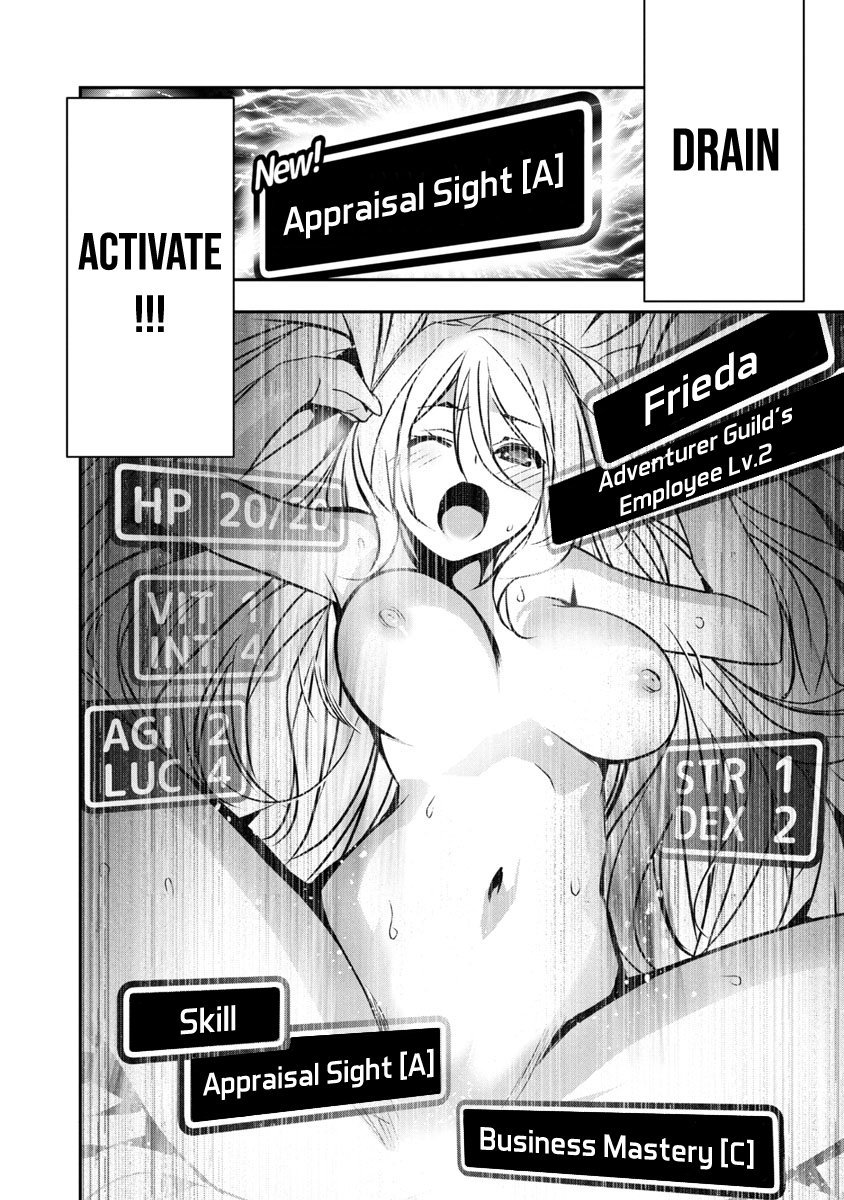 DRAIN
New!
Appraisal Sight [A]
ACTIVATE
!!!
Frieda
Adventurer Guild's
Employee Lv.2
HP 20/20
VIT 1
INT 4
AGI 2
LUC 4
STR 1
DEX 2
Skill
Appraisal Sight [A]
Business Mastery [C]